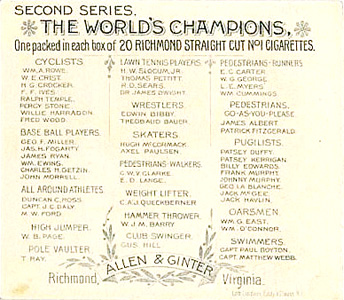 SECOND SERIES.
THE WORLD'S CHAMPIONS,
One packed in each box of 20 RICHMOND STRAIGHT CUT No1 CIGARETTES.
CYCLISTS
WM. A. ROWE.
W. E. CRIST.
H. G. CROCKER.
F. F. IVES
RALPH TEMPLE.
PERCY STONE.
WILLIE HARRADON
FRED WOOD.
BASE BALL PLAYERS.
GEO. F. MILLER.
JAS. H. FOGARTY
JAMES RYAN
WM. EWING.
CHARLES H. GETZIN.
JOHN MORRELL.
ALL AROUND ATHLETES
DUNCAN C. ROSS
CAPT. J. C. DALY
M. W. FORD
HIGH JUMPER.
W. B. PAGE.
POLE VAULTER
T. RAY.
LAWN TENNIS PLAYERS.
H. W. SLOCUM, JR.
THOMAS PETTITT.
R. D. SEARS.
DR JAMES DWIGHT.
WRESTLERS.
EDWIN BIBBY
THEOBAUD BAUER
SKATERS
HUGH McCORMACK
AXEL PAULSEN
PEDESTRIANS-WALKERS.
C. W. V. CLARKE
E. D. LANGE
WEIGHT LIFTER.
C. A. J. QUECKBERNER
HAMMER THROWER.
W. J. M. BARRY
CLUB SWINGER
GUS. HILL
PEDESTRIANS-RUNNERS
E. C. CARTER
W. G. GEORGE
L. E. MYERS
WM CUMMINGS
PEDESTRIANS,
GO-AS-YOU-PLEASE
JAMES ALBERT
PATRICK FITZGERALD
PUGILISTS
PATSEY DUFFY
PATSEY KERRIGAN
BILLY EDWARDS.
FRANK MURPHY
JOHNNY MURPHY
GEO. LA BLANCHE.
JACK McGEE
JACK HAVLIN.
OARSMEN.
WM G. EAST.
WM. O'CONNOR.
SWIMMERS
CAPT PAUL BOYTON.
CAPT. MATTHEW WEBB.
ALLEN & GINTER
Richmond, Virginia.